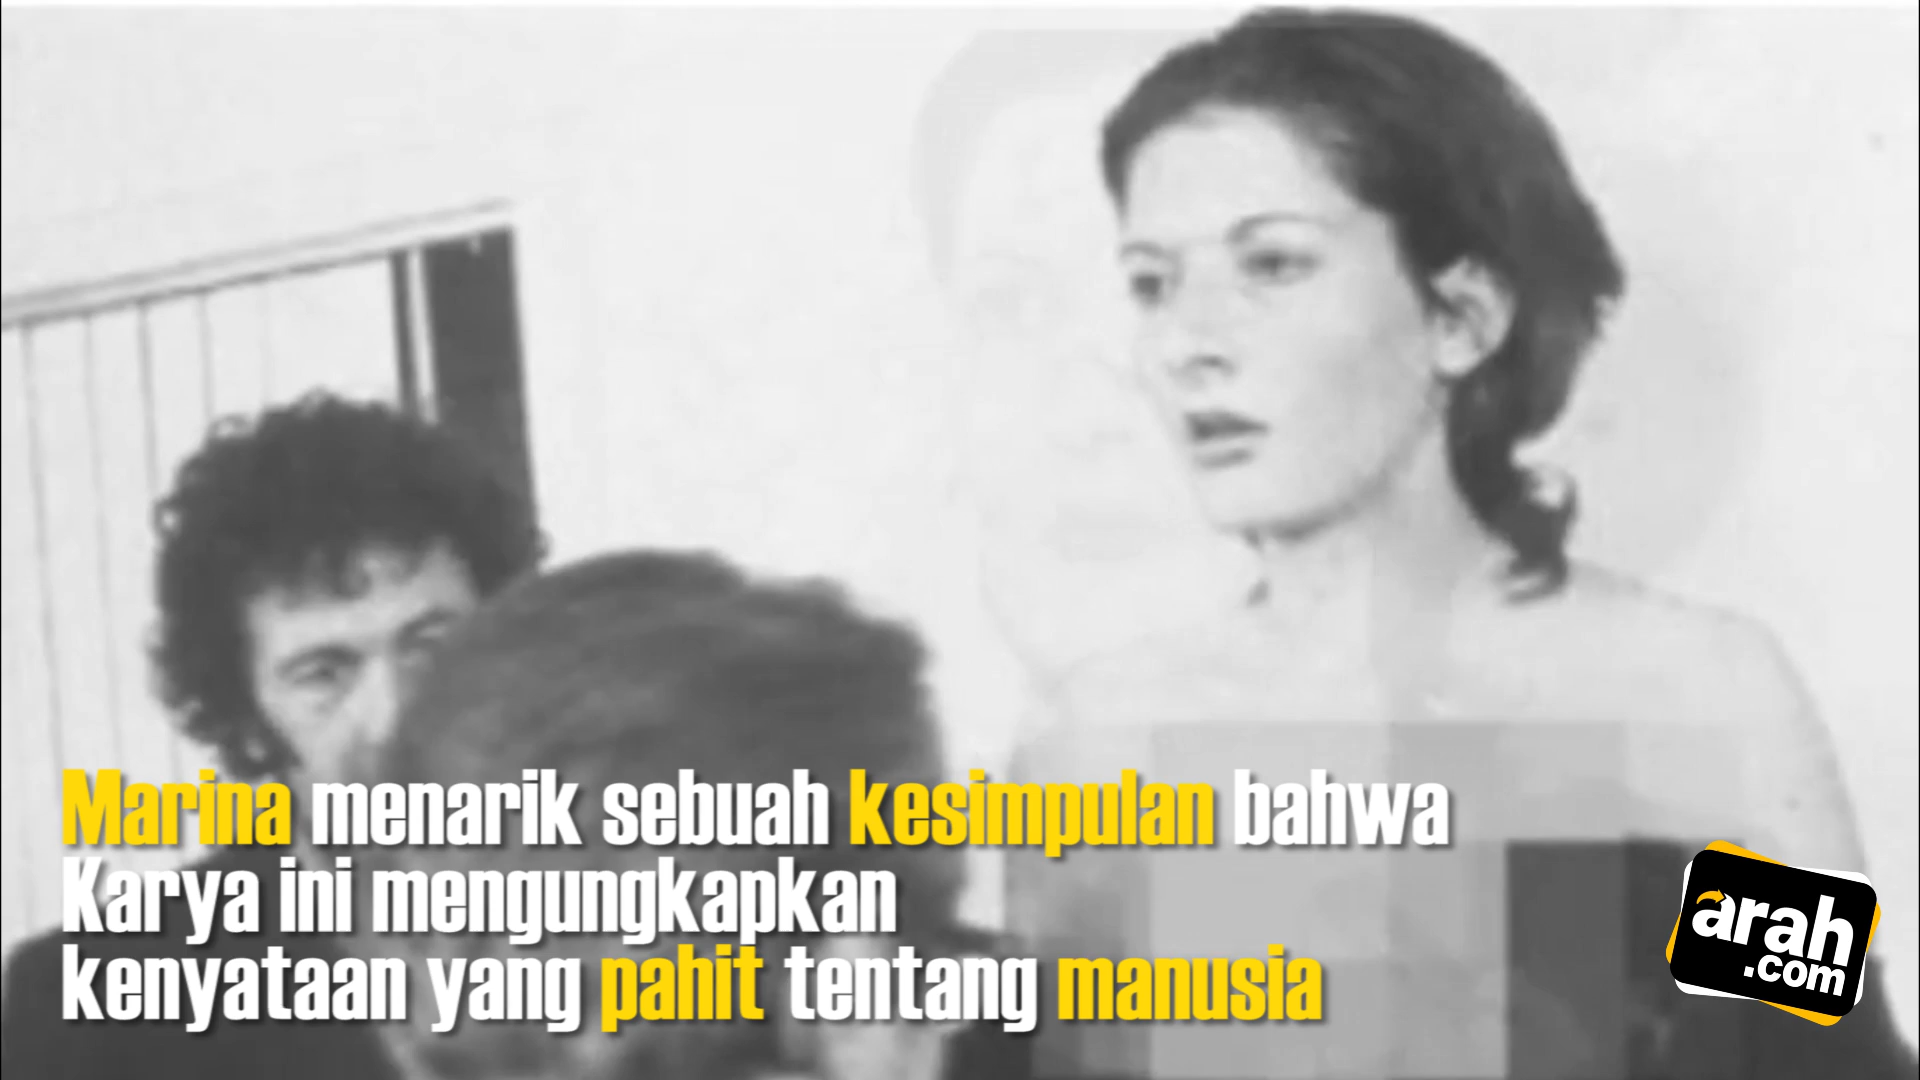 Marina menarik sebuah kesimpulan bahwa
Karya ini mengungkapkan
kenyataan yang pahit tentang manusia
arah
.com